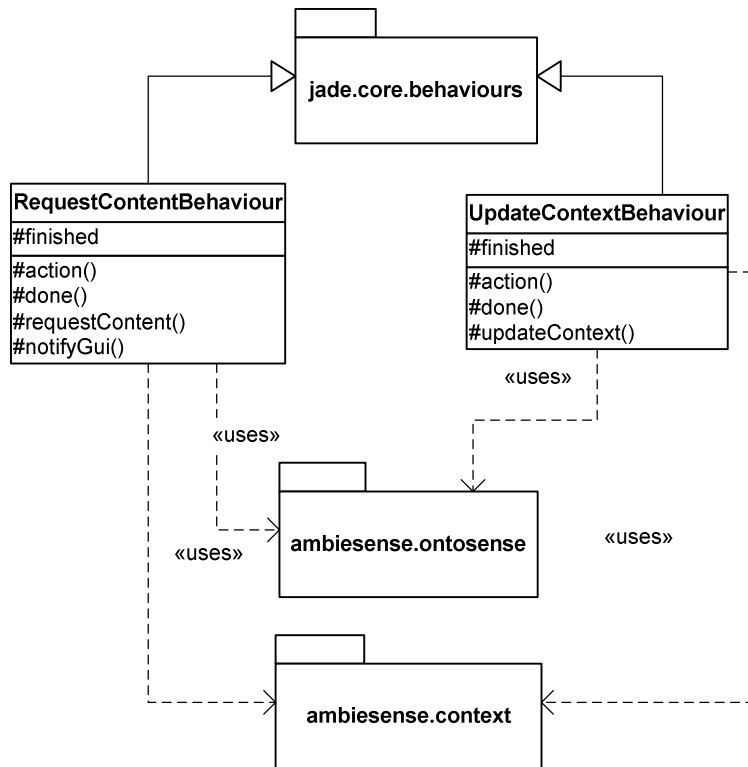 jade.core.behaviours
RequestContentBehaviour
#finished
#action()
#done()
#requestContent()
#notifyGui()
UpdateContextBehaviour
#finished
#action()
#done()
#updateContext()
«uses»
«uses»
ambiesense.ontosense
«uses»
«uses»
ambiesense.context